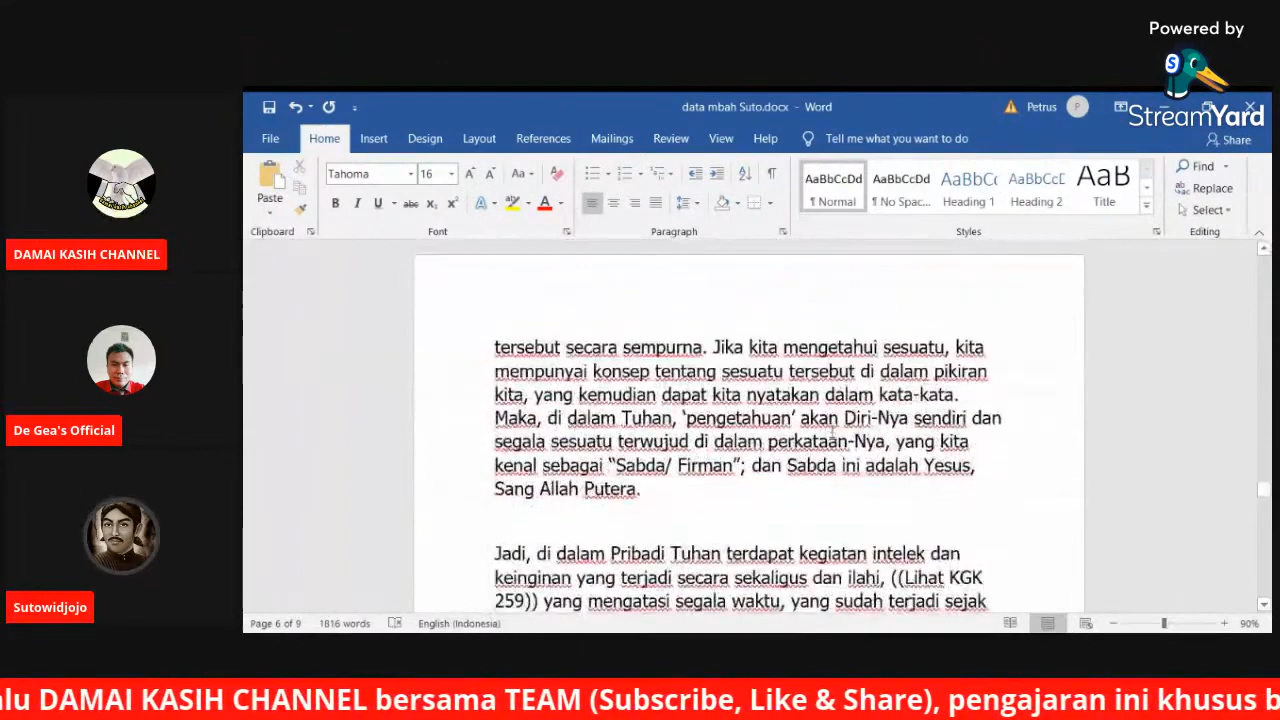 Powered by
StreamYard
data mbah Suto.docx - Word
Petrus
P
File Home Insert Design Layout References Mailings Review View Help Tell me what you want to do
Share
Paste
Tahoma 16
Aa
B I U abc x₂ x²
A A
AaBbCcDd AaBbCcDd AaBbCc AaBbCcE AaB
¶ Normal ¶ No Spac... Heading 1 Heading 2 Title
Find
Replace
Select
Clipboard Font Paragraph Styles Editing
DAMAI KASIH CHANNEL
De Gea's Official
Sutowidjojo
tersebut secara sempurna. Jika kita mengetahui sesuatu, kita
mempunyai konsep tentang sesuatu tersebut di dalam pikiran
kita, yang kemudian dapat kita nyatakan dalam kata-kata.
Maka, di dalam Tuhan, ‘pengetahuan’ akan Diri-Nya sendiri dan
segala sesuatu terwujud di dalam perkataan-Nya, yang kita
kenal sebagai “Sabda/ Firman”; dan Sabda ini adalah Yesus,
Sang Allah Putera.
Jadi, di dalam Pribadi Tuhan terdapat kegiatan intelek dan
keinginan yang terjadi secara sekaligus dan ilahi, ((Lihat KGK
259)) yang mengatasi segala waktu, yang sudah terjadi sejak
Page 6 of 9 1816 words English (Indonesia) 90%
alu DAMAI KASIH CHANNEL bersama TEAM (Subscribe, Like & Share), pengajaran ini khusus b